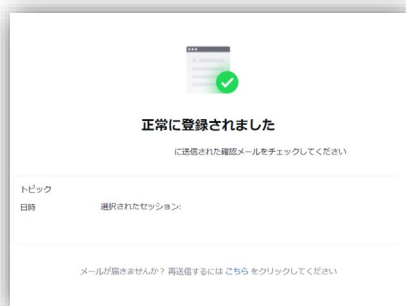 正常に登録されました
に送信された確認メールをチェックしてください
トピック
日時 選択されたセッション:
メールが届きませんか? 再送信するには こちら をクリックしてください